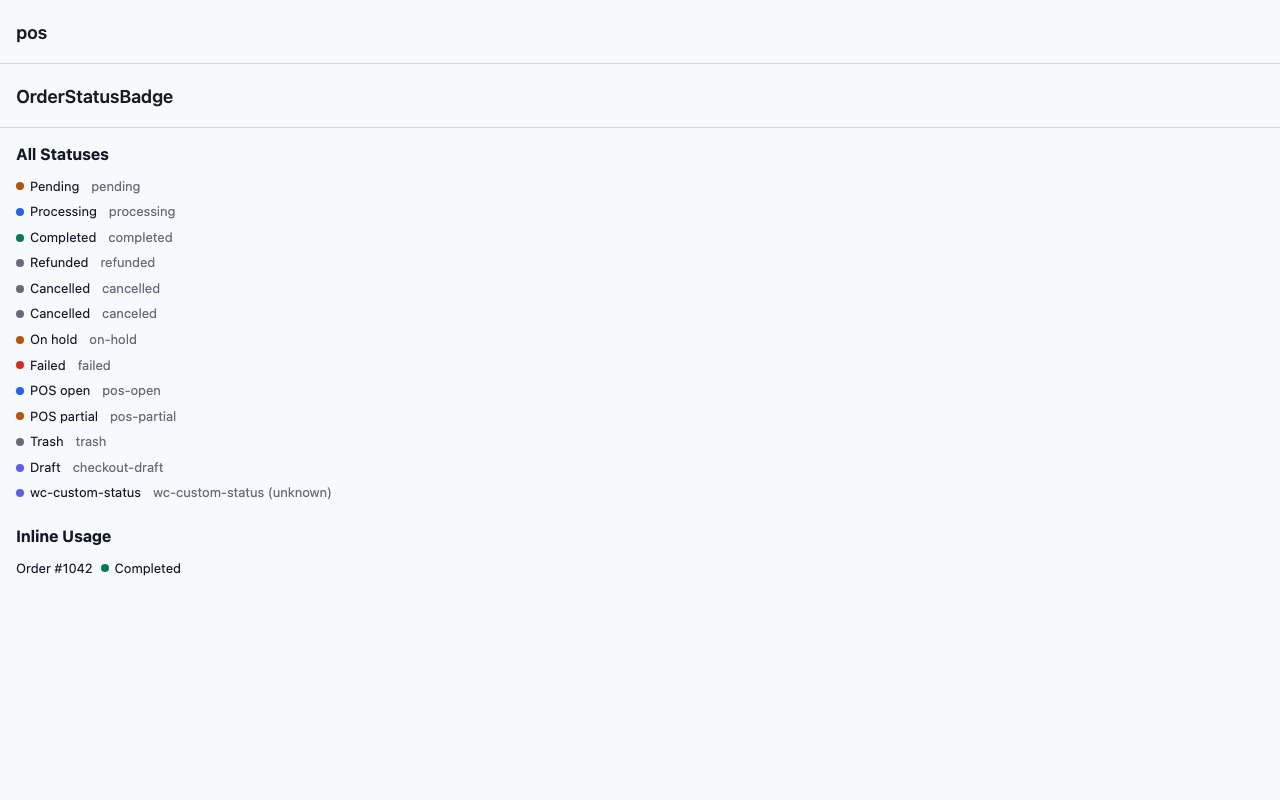 pos
OrderStatusBadge
All Statuses
Pending pending
Processing processing
Completed completed
Refunded refunded
Cancelled cancelled
Cancelled canceled
On hold on-hold
Failed failed
POS open pos-open
POS partial pos-partial
Trash trash
Draft checkout-draft
wc-custom-status wc-custom-status (unknown)
Inline Usage
Order #1042 Completed